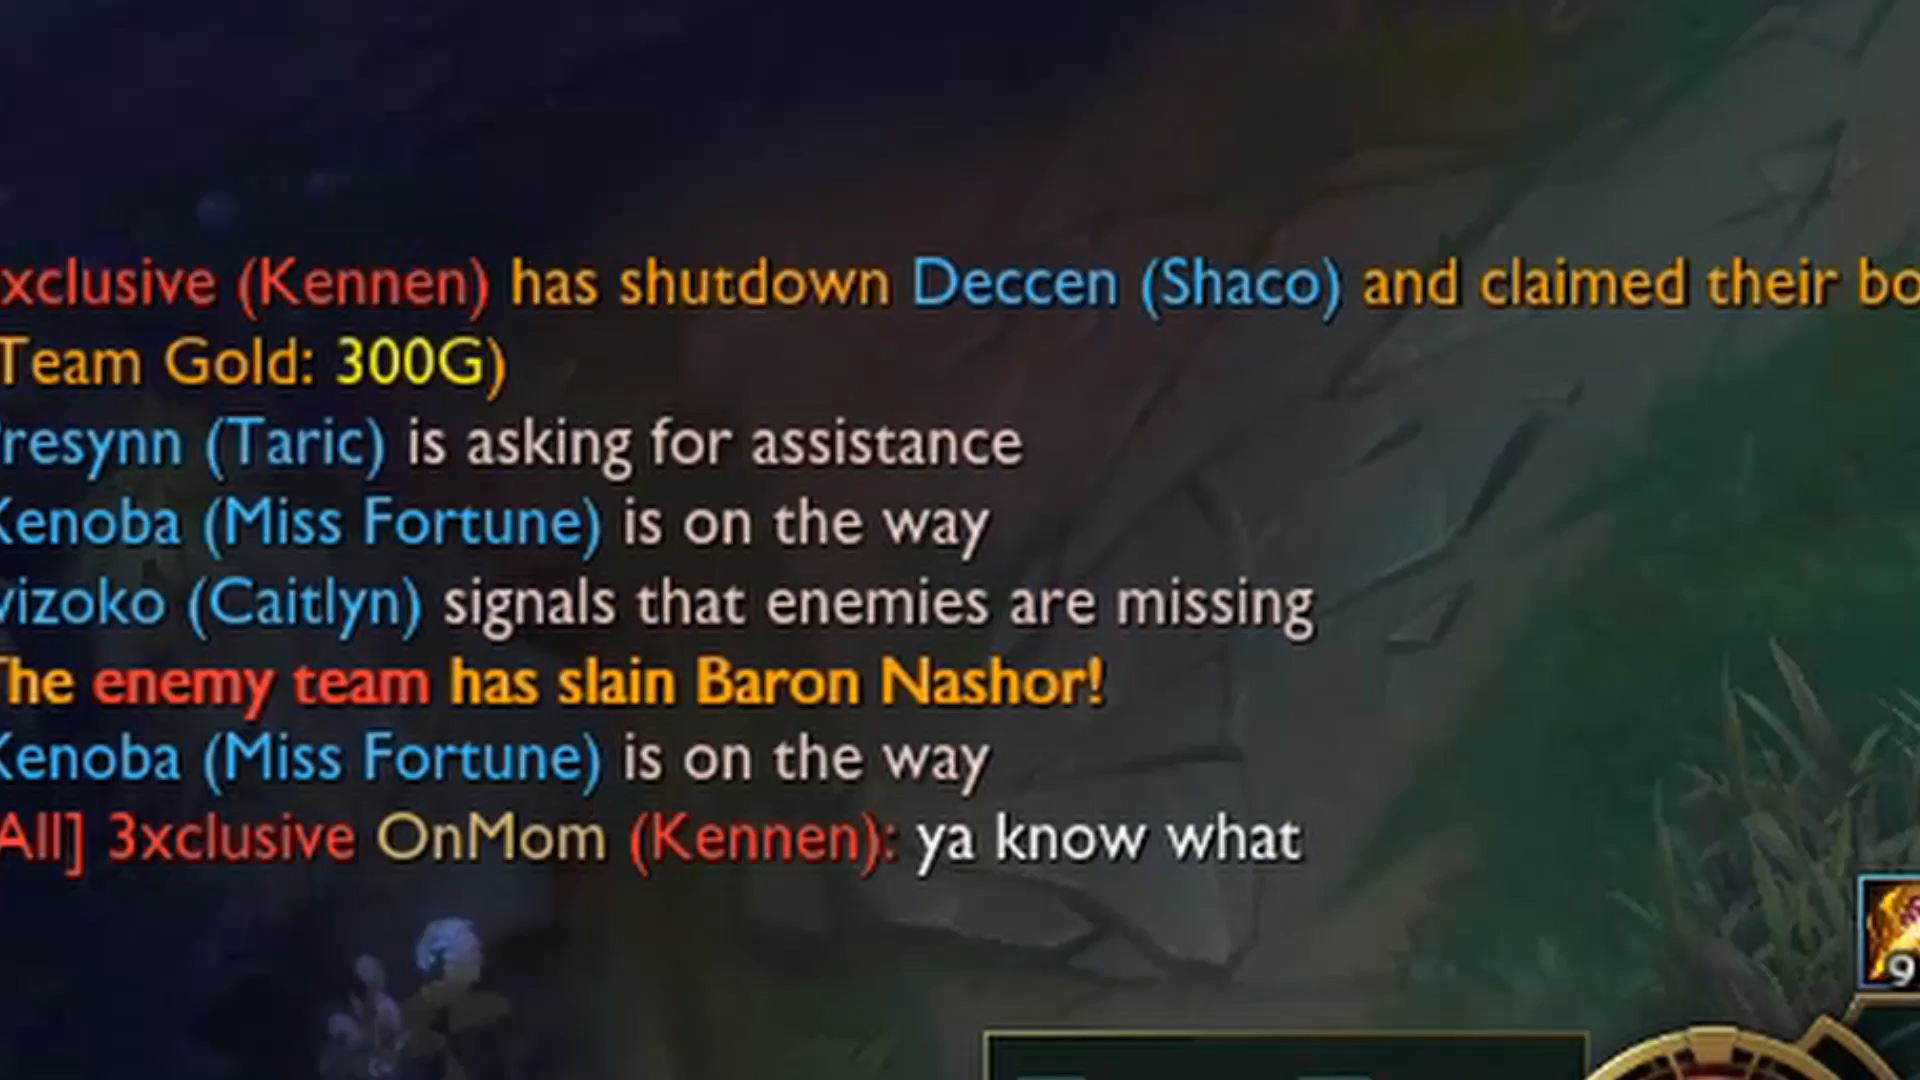 xclusive (Kennen) has shutdown Deccen (Shaco) and claimed their bo
Team Gold: 300G)
resynn (Taric) is asking for assistance
Kenoba (Miss Fortune) is on the way
vizoko (Caitlyn) signals that enemies are missing
The enemy team has slain Baron Nashor!
Kenoba (Miss Fortune) is on the way
All] 3xclusive OnMom (Kennen): ya know what
9